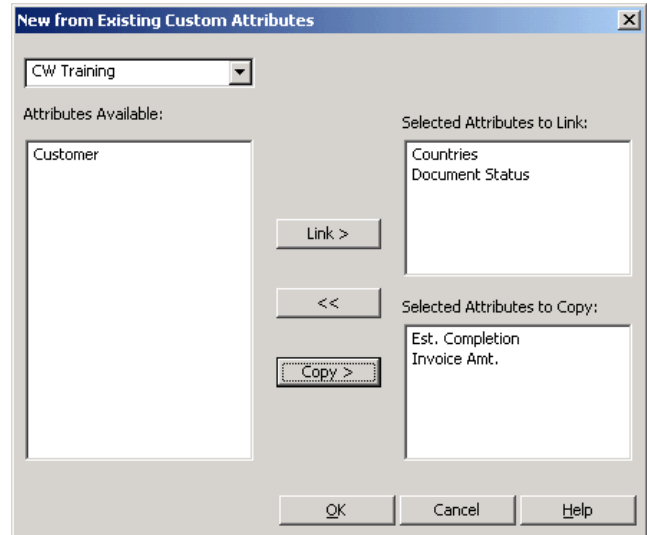 New from Existing Custom Attributes
CW Training
Attributes Available:
Customer
Link >
<<
Copy >
Selected Attributes to Link:
Countries
Document Status
Selected Attributes to Copy:
Est. Completion
Invoice Amt.
OK
Cancel
Help